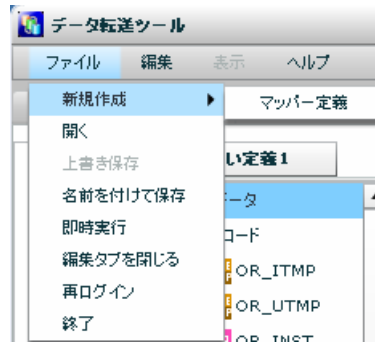 データ転送ツール
ファイル 編集 表示 ヘルプ
新規作成 マッパー定義
開く
上書き保存
い定義1
名前を付けて保存
ータ
即時実行
コード
編集タブを閉じる
OR_ITMP
再ログイン
OR_UTMP
終了
OR_INST